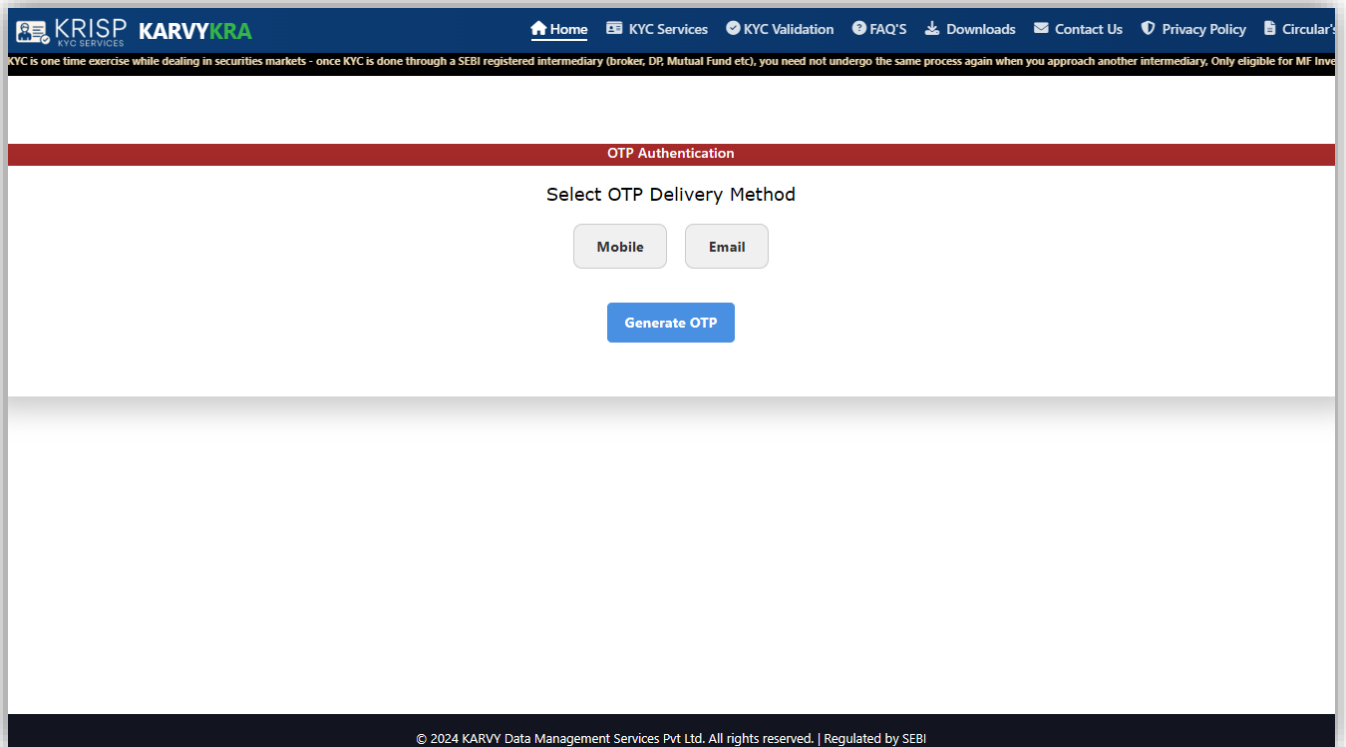 KRISP KARVYKRA
KYC SERVICES
Home KYC Services KYC Validation FAQ'S Downloads Contact Us Privacy Policy Circular's
KYC is one time exercise while dealing in securities markets - once KYC is done through a SEBI registered intermediary (broker, DP, Mutual Fund etc), you need not undergo the same process again when you approach another intermediary, Only eligible for MF Inve
OTP Authentication
Select OTP Delivery Method
Mobile Email
Generate OTP
© 2024 KARVY Data Management Services Pvt Ltd. All rights reserved. | Regulated by SEBI